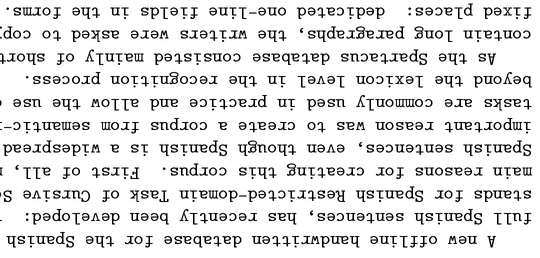 A new offline handwritten database for the Spanish
full Spanish sentences, has recently been developed:
stands for Spanish Restricted-domain Task of Cursive
main reasons for creating this corpus. First of all,
Spanish sentences, even though Spanish is a widespread
important reason was to create a corpus from semantic-
tasks are commonly used in practice and allow the use
beyond the lexicon level in the recognition process.
As the Spartacus database consisted mainly of short
contain long paragraphs, the writers were asked to copy
fixed places: dedicated one-line fields in the forms.